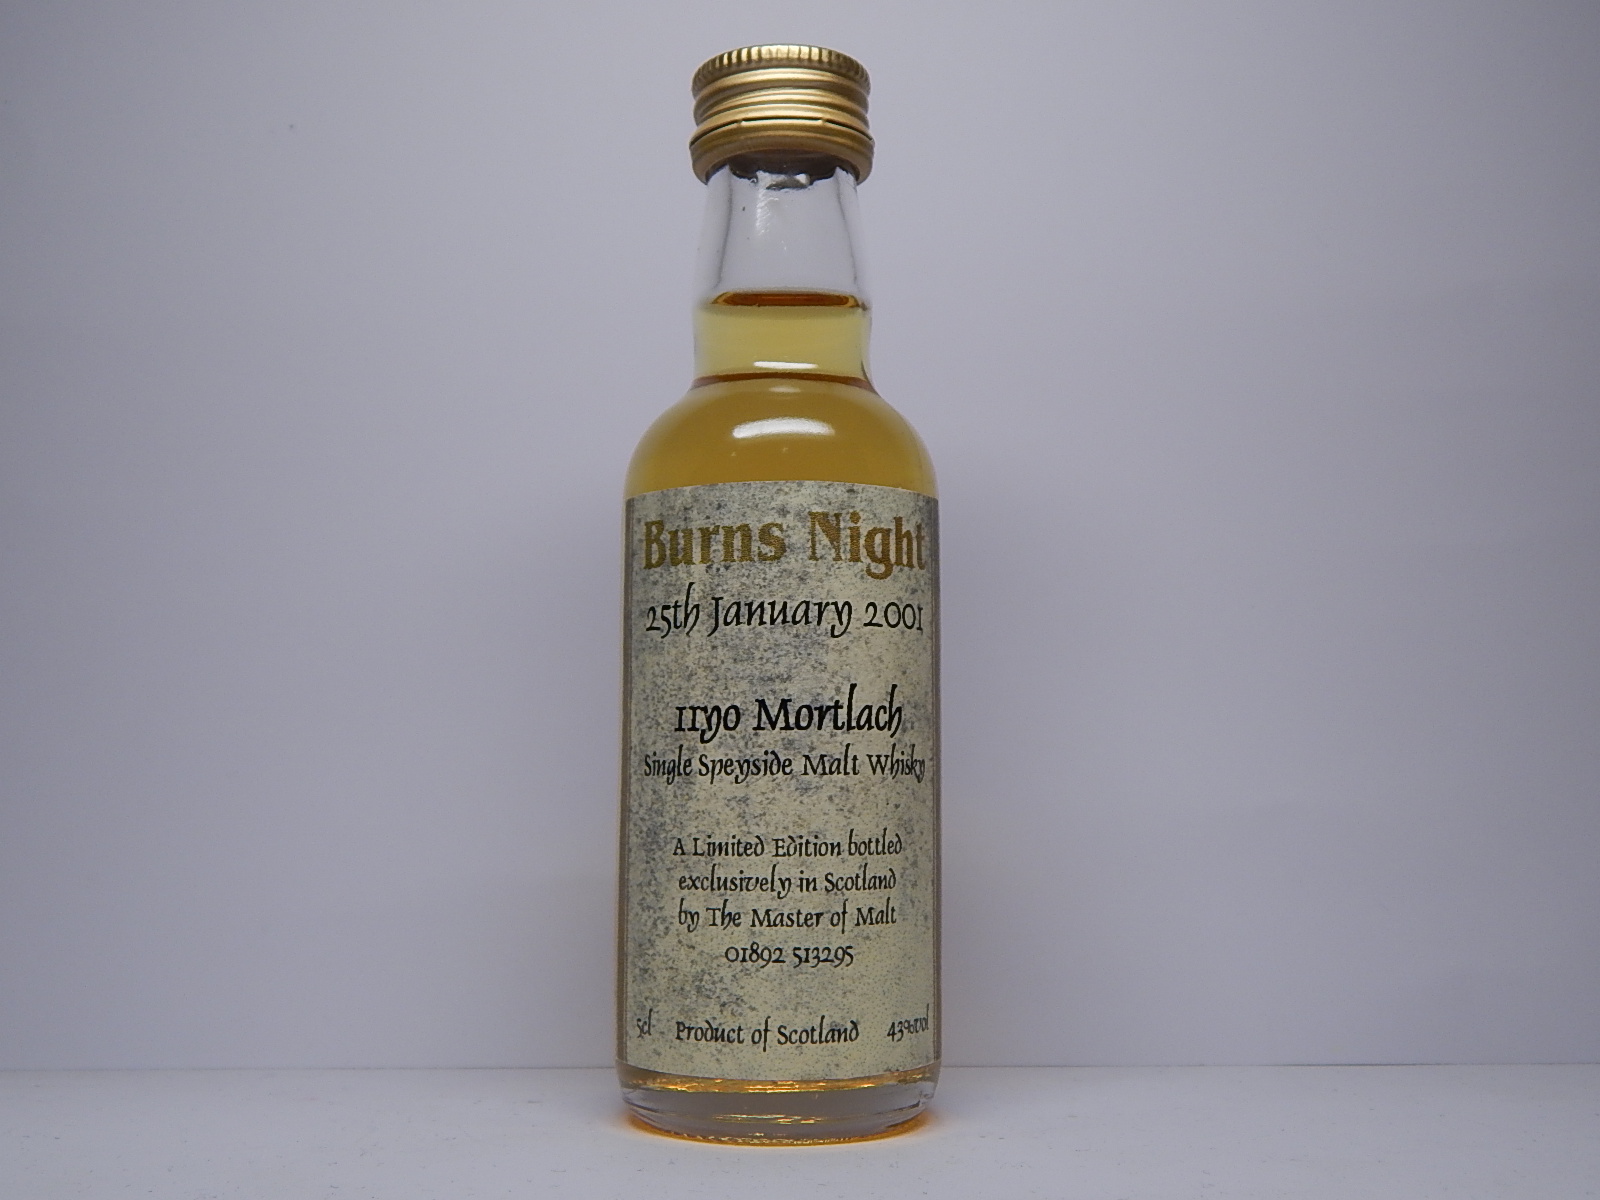 Burns Night
25th January 2001
11yo Mortlach
Single Speyside Malt Whisky
A Limited Edition bottled
exclusively in Scotland
by The Master of Malt
01892 513295
5cl Product of Scotland 43%vol